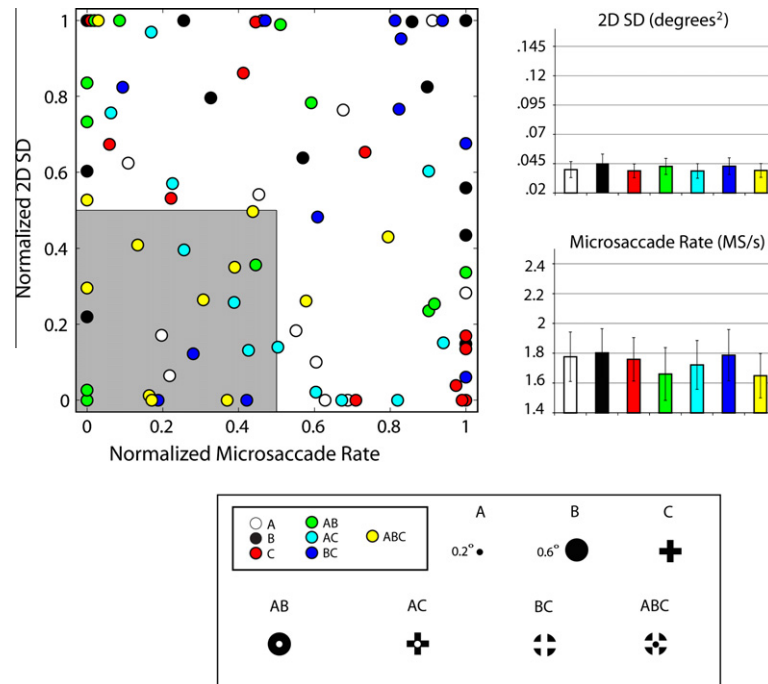 1
0.8
0.6
0.4
0.2
0
Normalized 2D SD
0 0.2 0.4 0.6 0.8 1
Normalized Microsaccade Rate
2D SD (degrees²)
.145
.12
.095
.07
.045
.02
Microsaccade Rate (MS/s)
2.4
2.2
2
1.8
1.6
1.4
A AB
B AC ABC
C BC
A B C
0.2° 0.6°
AB AC BC ABC